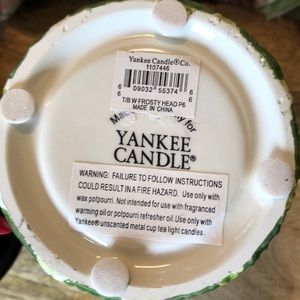 Yankee Candle®Co.
1107446
6 09032 55374 6
T/B W FROSTY HEAD P6
MADE IN CHINA
for
YANKEE
CANDLE®
WARNING: FAILURE TO FOLLOW INSTRUCTIONS
COULD RESULT IN A FIRE HAZARD. Use only with
wax potpourri. Not intended for use with fragranced
warming oil or potpourri refresher oil. Use only with
Yankee® unscented metal cup tea light candles.